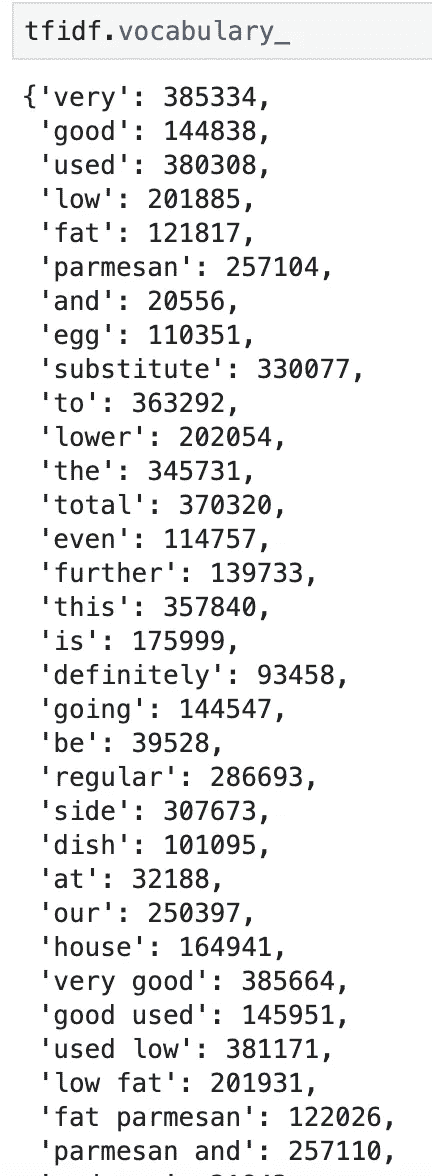 tfidf.vocabulary_
{'very': 385334,
'good': 144838,
'used': 380308,
'low': 201885,
'fat': 121817,
'parmesan': 257104,
'and': 20556,
'egg': 110351,
'substitute': 330077,
'to': 363292,
'lower': 202054,
'the': 345731,
'total': 370320,
'even': 114757,
'further': 139733,
'this': 357840,
'is': 175999,
'definitely': 93458,
'going': 144547,
'be': 39528,
'regular': 286693,
'side': 307673,
'dish': 101095,
'at': 32188,
'our': 250397,
'house': 164941,
'very good': 385664,
'good used': 145951,
'used low': 381171,
'low fat': 201931,
'fat parmesan': 122026,
'parmesan and': 257110,